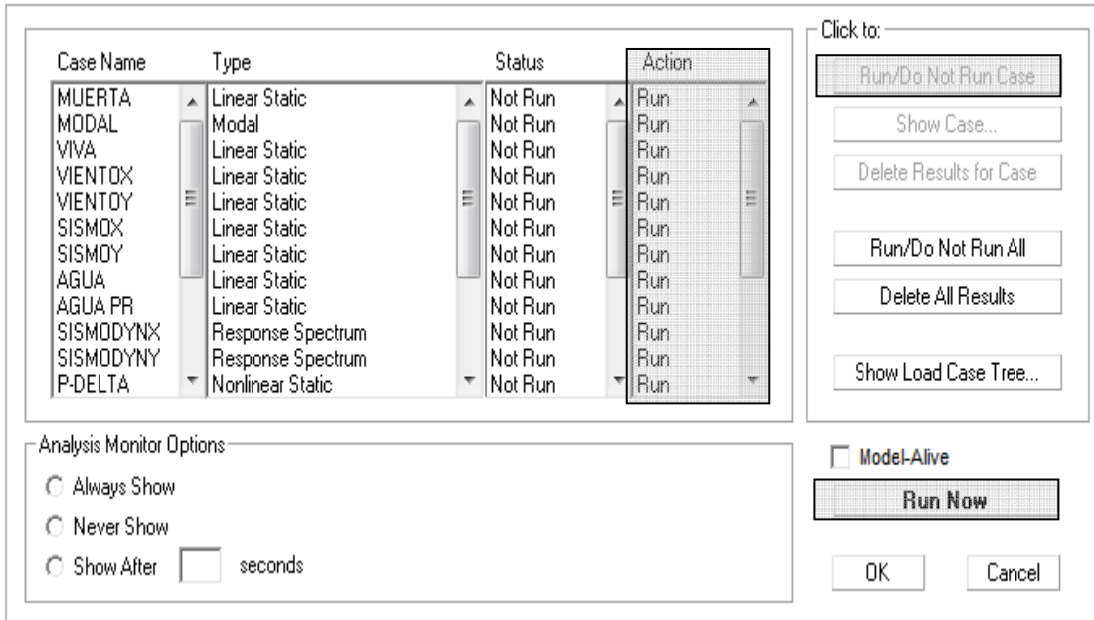 Click to:
Case Name Type Status Action
MUERTA Linear Static Not Run Run
MODAL Modal Not Run Run
VIVA Linear Static Not Run Run
VIENTOX Linear Static Not Run Run
VIENTOY Linear Static Not Run Run
SISMOX Linear Static Not Run Run
SISMOY Linear Static Not Run Run
AGUA Linear Static Not Run Run
AGUA PR Linear Static Not Run Run
SISMODYNX Response Spectrum Not Run Run
SISMODYNY Response Spectrum Not Run Run
P-DELTA Nonlinear Static Not Run Run
Run/Do Not Run Case
Show Case...
Delete Results for Case
Run/Do Not Run All
Delete All Results
Show Load Case Tree...
Analysis Monitor Options
Always Show
Never Show
Show After seconds
Model-Alive
Run Now
OK Cancel